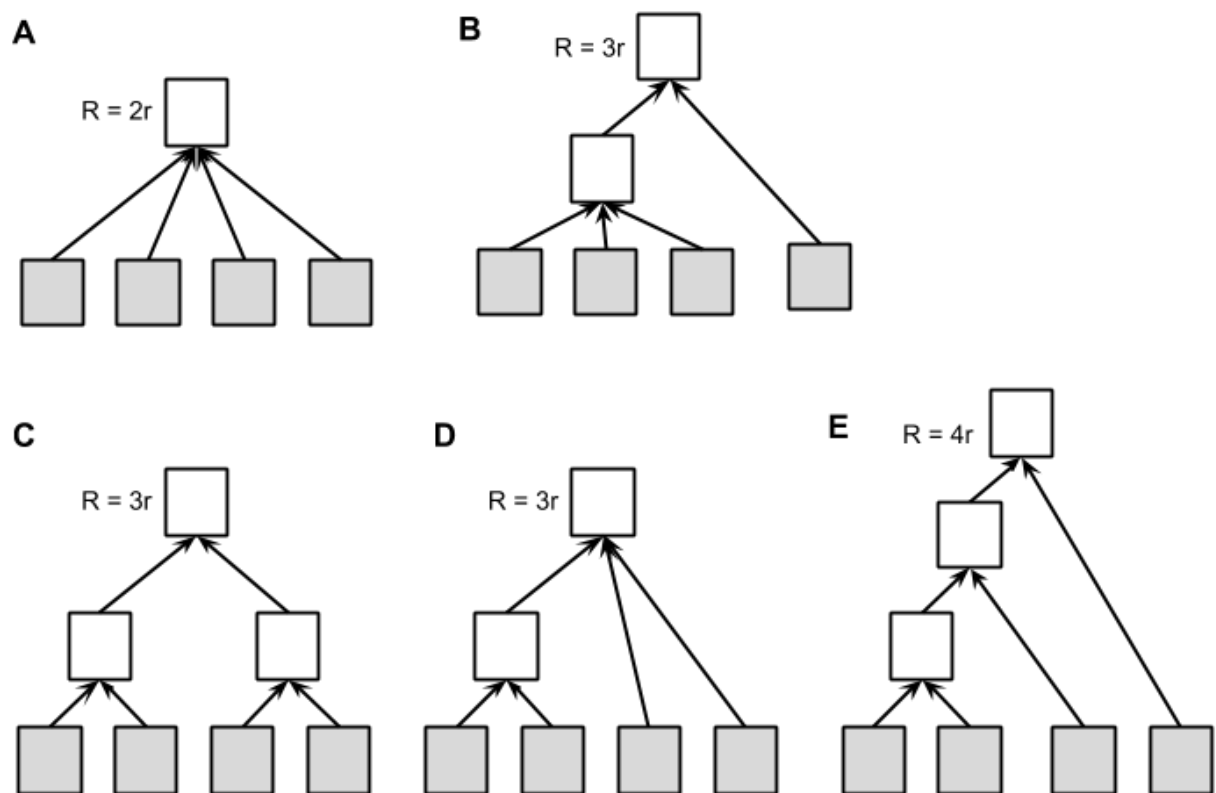 A
R = 2r
B
R = 3r
C
R = 3r
D
R = 3r
E
R = 4r